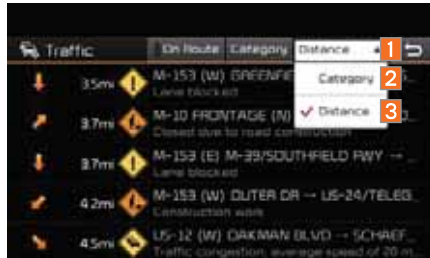 Traffic On Route Category Distance 1
Category 2
Distance 3
3.5mi M-153 (W) GREENFIE
Lane blocked
3.7mi M-10 FRONTAGE (N)
Closed due to road construction
3.7mi M-153 (E) M-39/SOUTHFIELD FWY →
Lane blocked
4.2mi M-153 (W) OUTER DR → US-24/TELEG...
Construction work
4.5mi US-12 (W) OAKMAN BLVD → SCHAEF...
Traffic congestion, average speed of 20 m...